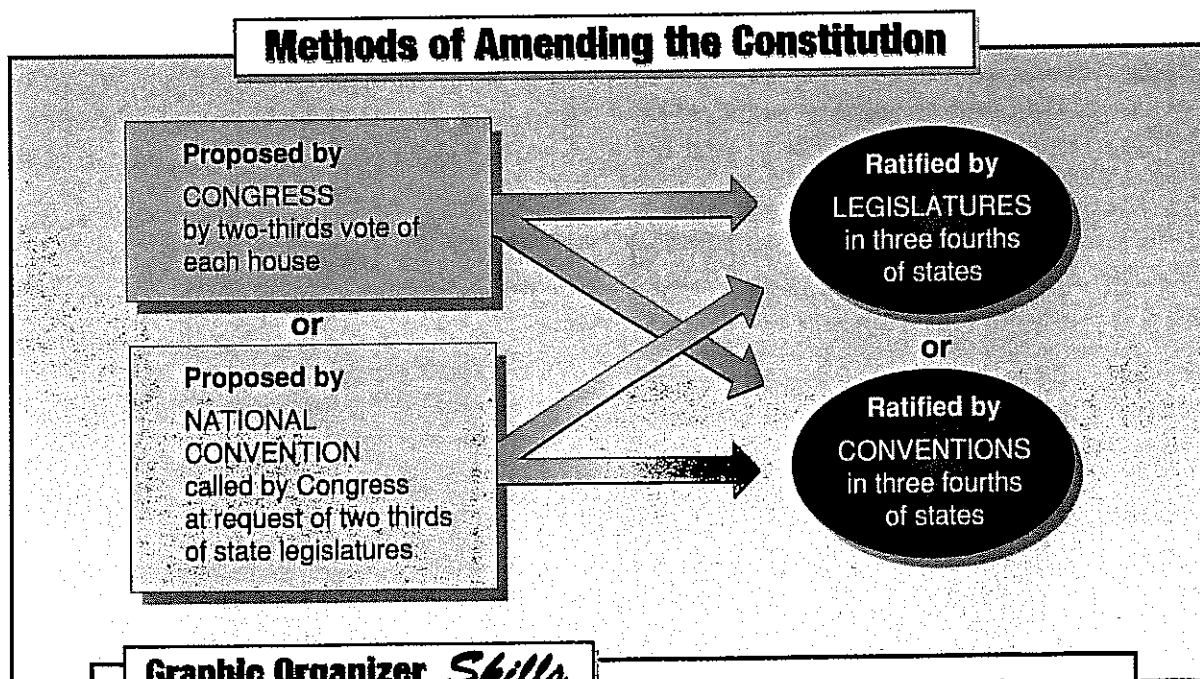 Methods of Amending the Constitution
Proposed by
CONGRESS
by two-thirds vote of
each house
or
Proposed by
NATIONAL
CONVENTION
called by Congress
at request of two thirds
of state legislatures
Ratified by
LEGISLATURES
in three fourths
of states
or
Ratified by
CONVENTIONS
in three fourths
of states
Graphic Organizer Skills